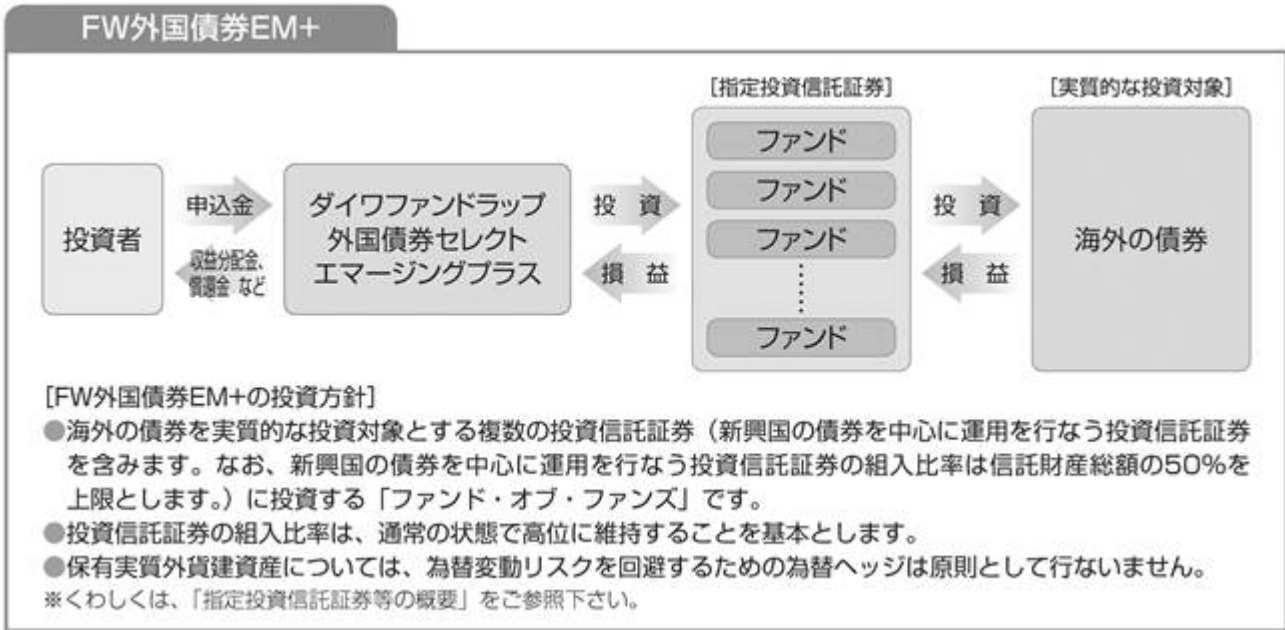 FW外国債券EM+
［指定投資信託証券］
［実質的な投資対象］
投資者
申込金
収益分配金、
償還金 など
ダイワファンドラップ
外国債券セレクト
エマージングプラス
投 資
損 益
ファンド
ファンド
ファンド
ファンド
投 資
損 益
海外の債券
［FW外国債券EM+の投資方針］
●海外の債券を実質的な投資対象とする複数の投資信託証券（新興国の債券を中心に運用を行なう投資信託証券
を含みます。なお、新興国の債券を中心に運用を行なう投資信託証券の組入比率は信託財産総額の50％を
上限とします。）に投資する「ファンド・オブ・ファンズ」です。
●投資信託証券の組入比率は、通常の状態で高位に維持することを基本とします。
●保有実質外貨建資産については、為替変動リスクを回避するための為替ヘッジは原則として行ないません。
※くわしくは、「指定投資信託証券等の概要」をご参照下さい。